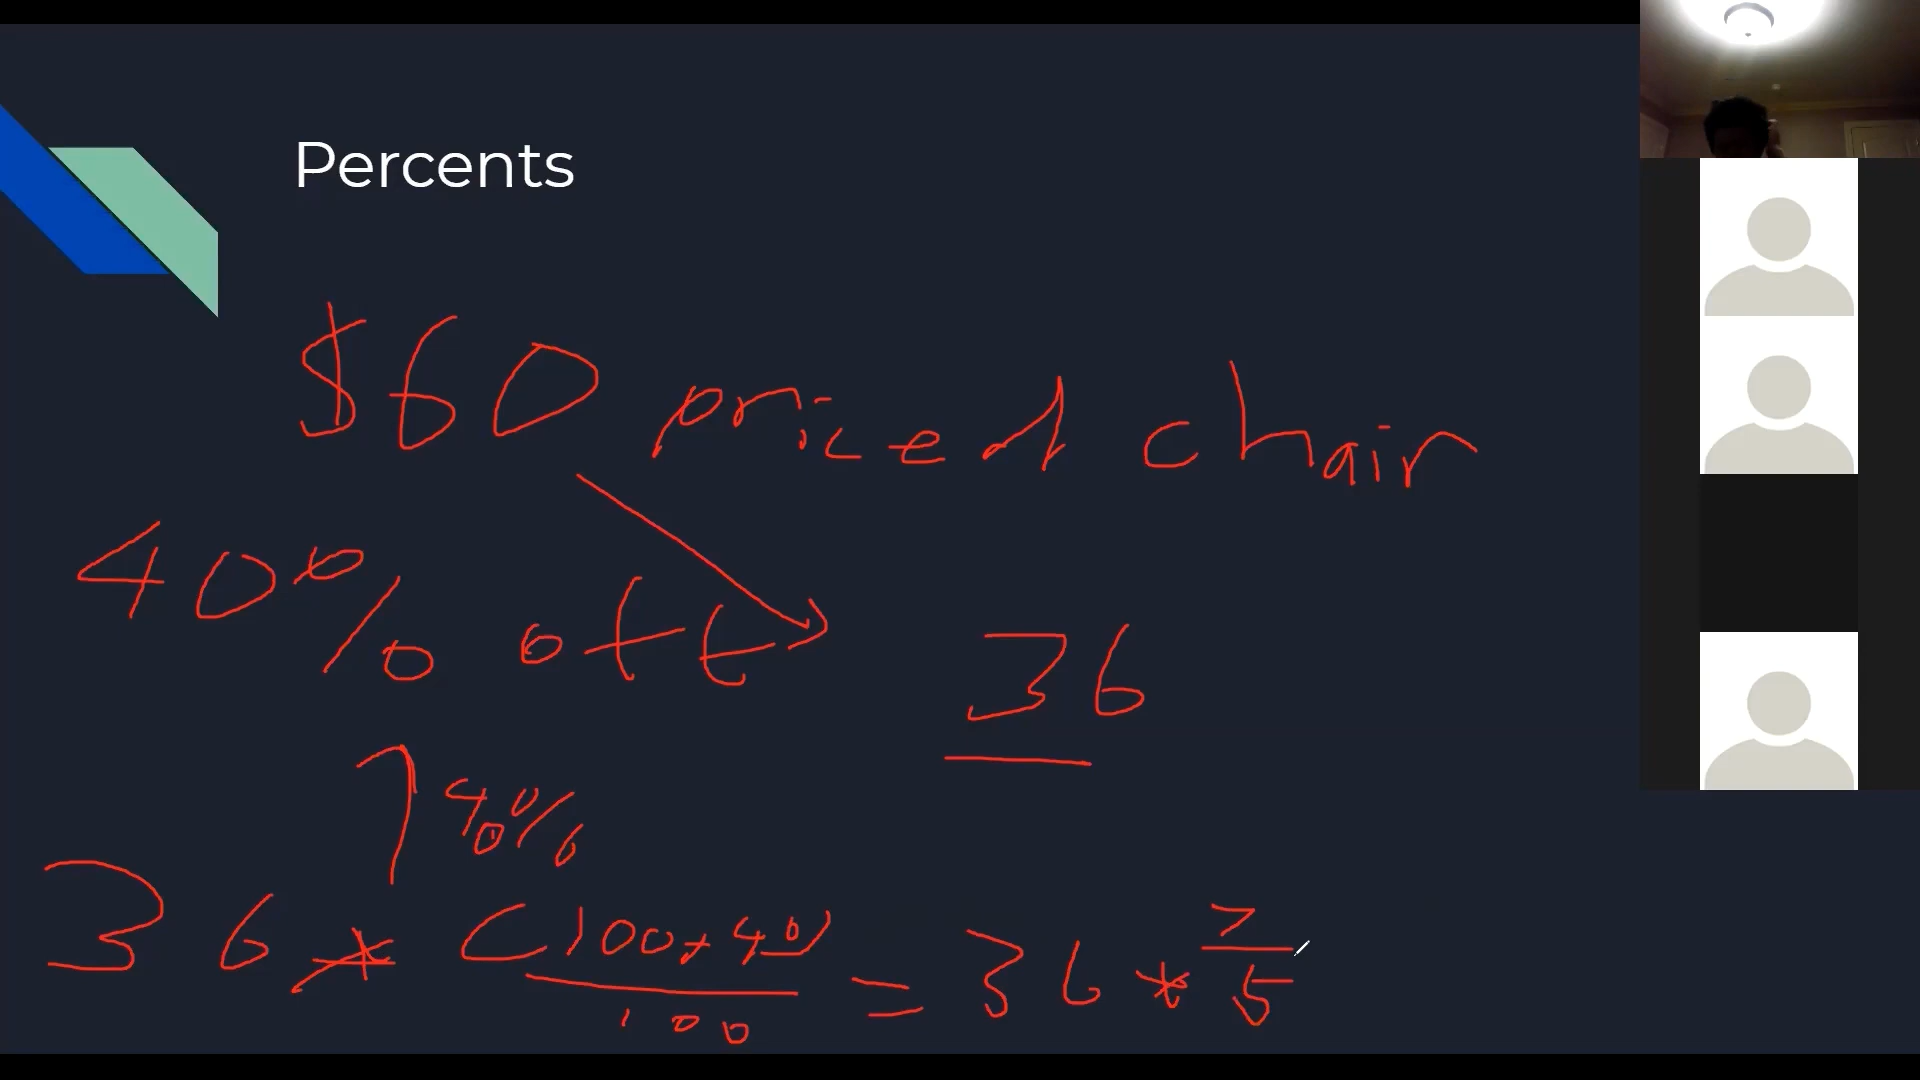 Percents
$60 priced chair
40% off
36
40%
36 * (100+40) / 100 = 36 * 7/5